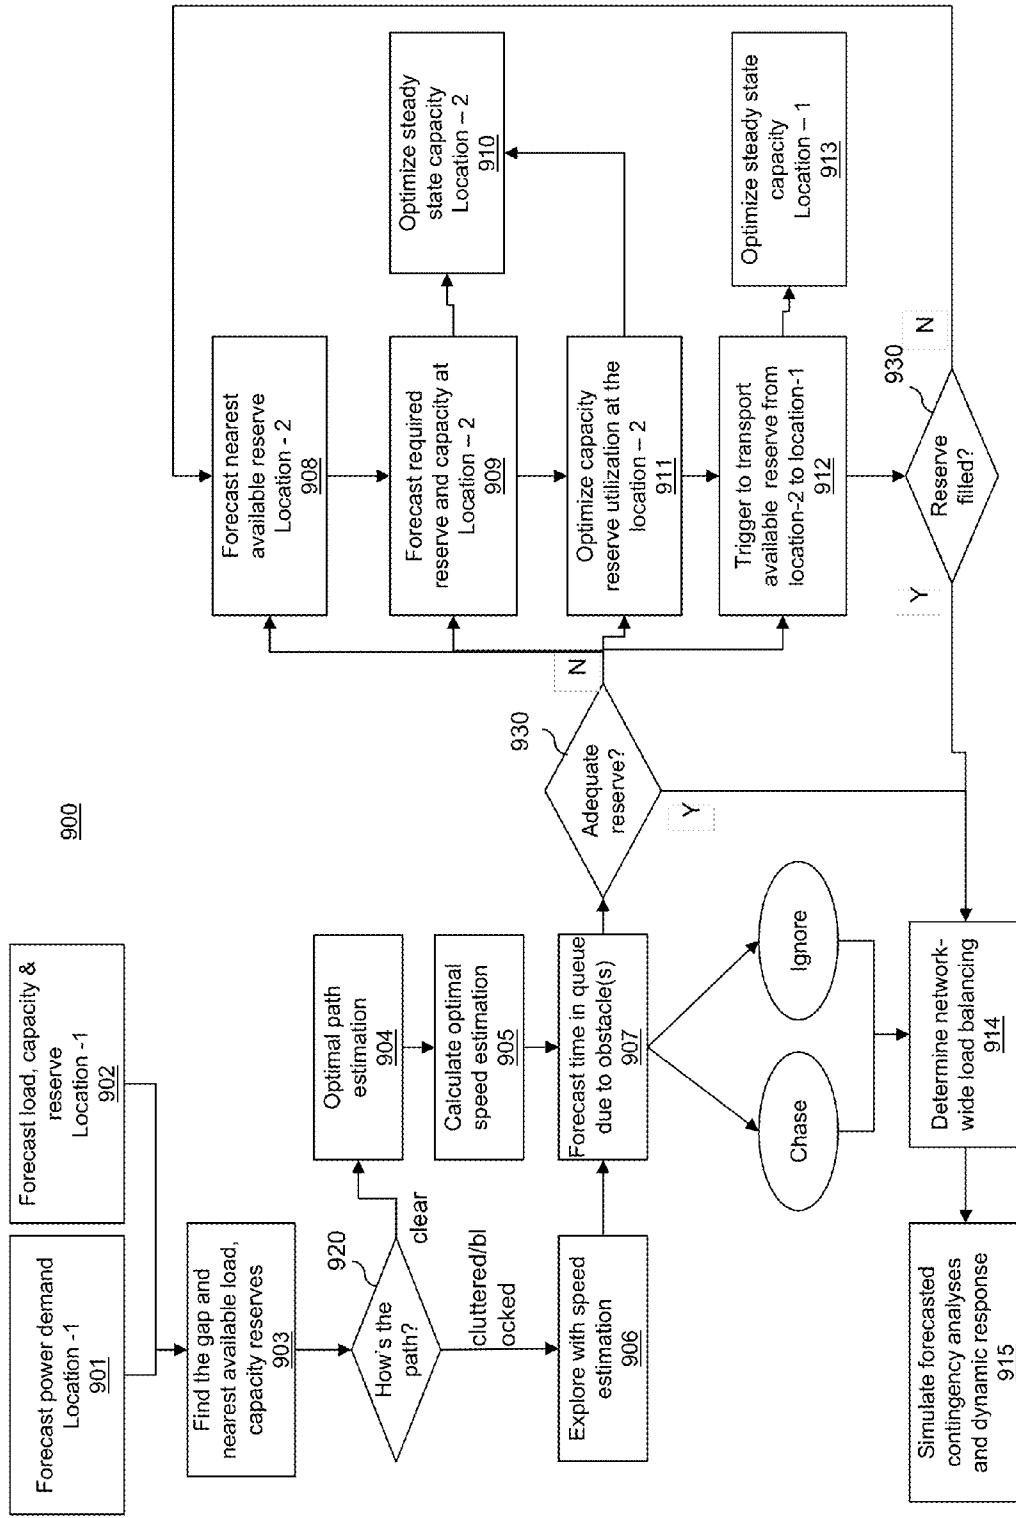 900
Forecast power demand
Location -1
901
Forecast load, capacity &
reserve
Location -1
902
Find the gap and
nearest available load,
capacity reserves
903
920
How's the
path?
clear
cluttered/bl
ocked
Optimal path
estimation
904
Calculate optimal
speed estimation
905
Explore with speed
estimation
906
Forecast time in queue
due to obstacle(s)
907
Chase
Ignore
930
Adequate
reserve?
N
Y
Forecast nearest
available reserve
Location - 2
908
Forecast required
reserve and capacity at
Location – 2
909
Optimize steady
state capacity
Location – 2
910
Optimize capacity
reserve utilization at the
location – 2
911
Trigger to transport
available reserve from
location-2 to location-1
912
Optimize steady state
capacity
Location – 1
913
930
Reserve
filled?
N
Y
Determine network-
wide load balancing
914
Simulate forecasted
contingency analyses
and dynamic response
915